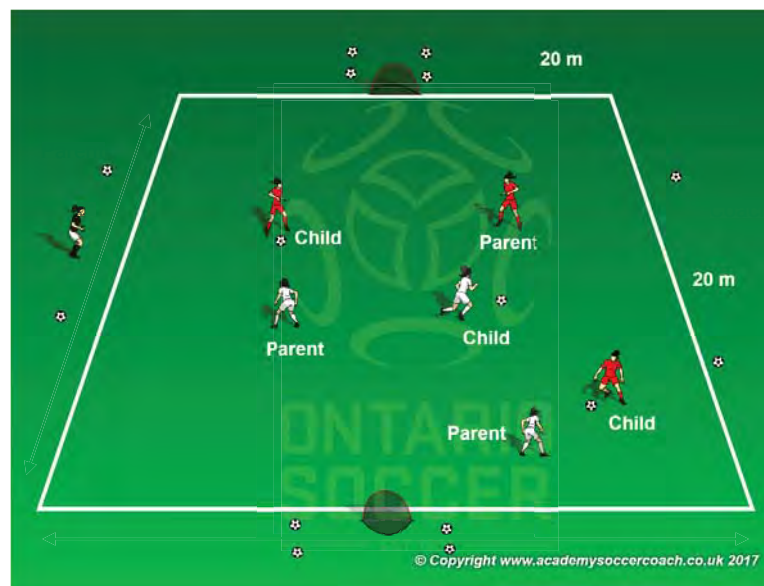 20 m
Child
Parent
20 m
Child
Parent
Parent
Child
ONTARIO
SOCCER
© Copyright www.academysoccercoach.co.uk 2017